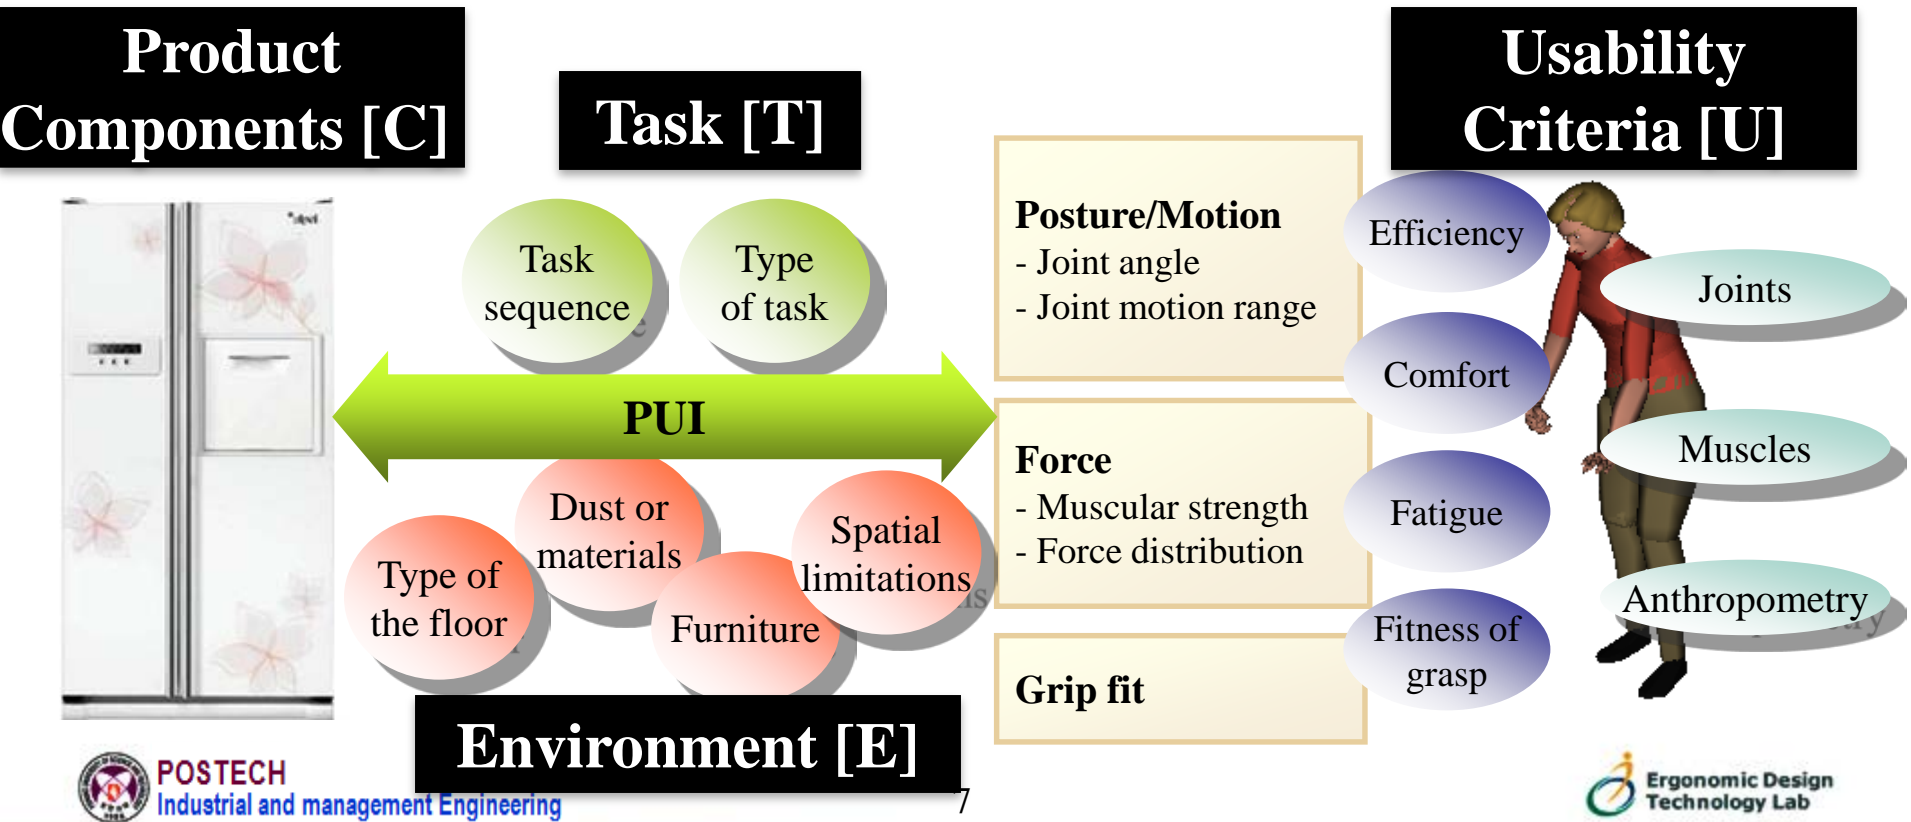 Product
Components [C]
Task [T]
Usability
Criteria [U]
Task
sequence
Type
of task
PUI
Dust or
materials
Spatial
limitations
Type of
the floor
Furniture
Environment [E]
Posture/Motion
- Joint angle
- Joint motion range
Force
- Muscular strength
- Force distribution
Grip fit
Efficiency
Comfort
Fatigue
Fitness of
grasp
Joints
Muscles
Anthropometry
POSTECH
Industrial and management Engineering
7
Ergonomic Design
Technology Lab